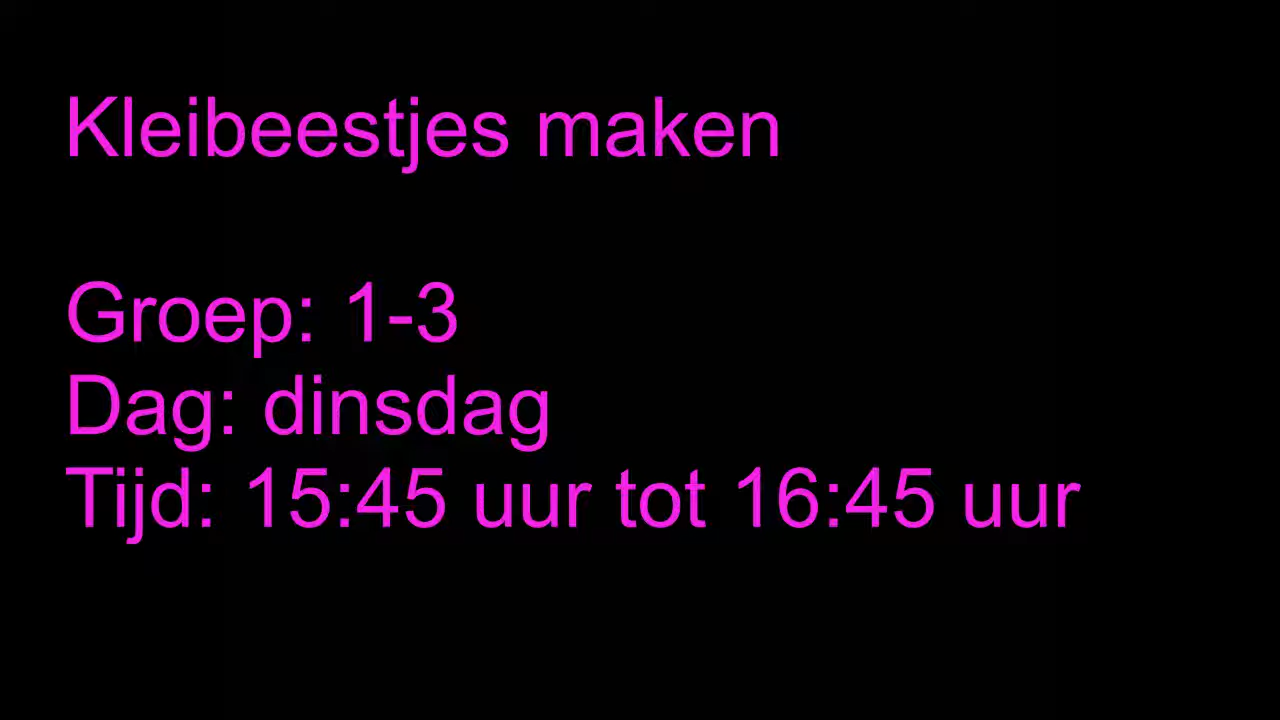 Kleibeestjes maken
Groep: 1-3
Dag: dinsdag
Tijd: 15:45 uur tot 16:45 uur